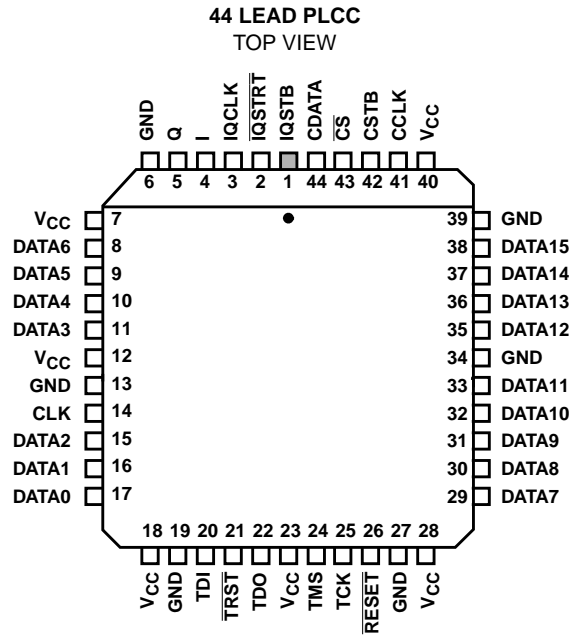 44 LEAD PLCC
TOP VIEW
GND
Q
I
IQCLK
IQSTRT
IQSTB
CDATA
CS
CSTB
CCLK
VCC
6 5 4 3 2 1 44 43 42 41 40
VCC 7 39 GND
DATA6 8 38 DATA15
DATA5 9 37 DATA14
DATA4 10 36 DATA13
DATA3 11 35 DATA12
VCC 12 34 GND
GND 13 33 DATA11
CLK 14 32 DATA10
DATA2 15 31 DATA9
DATA1 16 30 DATA8
DATA0 17 29 DATA7
18 19 20 21 22 23 24 25 26 27 28
VCC
GND
TDI
TRST
TDO
VCC
TMS
TCK
RESET
GND
VCC